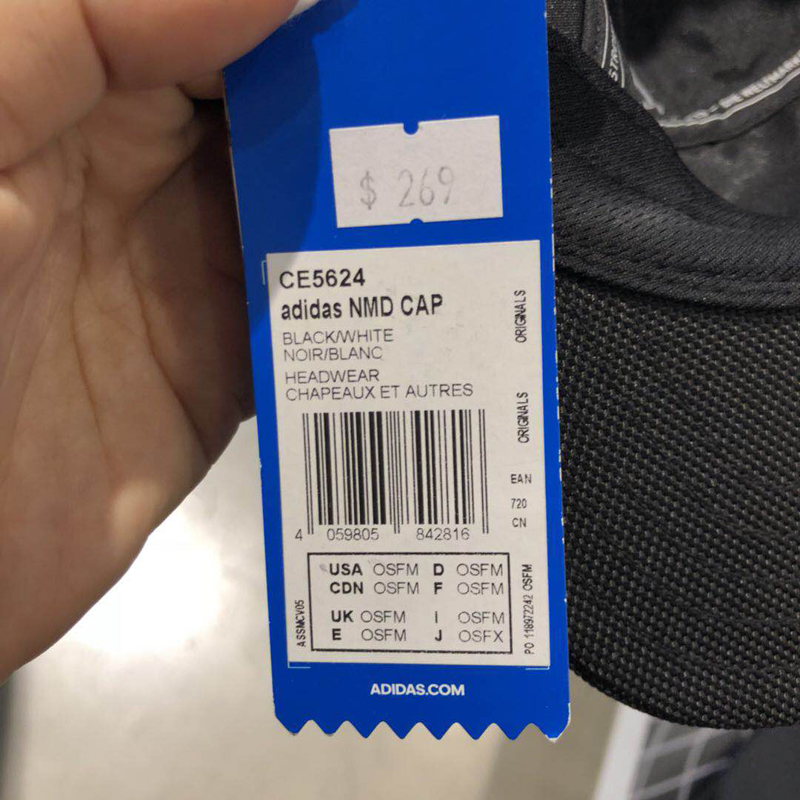 $ 269
CE5624
adidas NMD CAP
BLACK/WHITE
NOIR/BLANC
HEADWEAR
CHAPEAUX ET AUTRES
ORIGINALS
ORIGINALS
EAN
720
CN
4 059805 842816
USA OSFM D OSFM
CDN OSFM F OSFM
UK OSFM I OSFM
E OSFM J OSFX
ASSMCV05
PO 118972242 OSFM
ADIDAS.COM